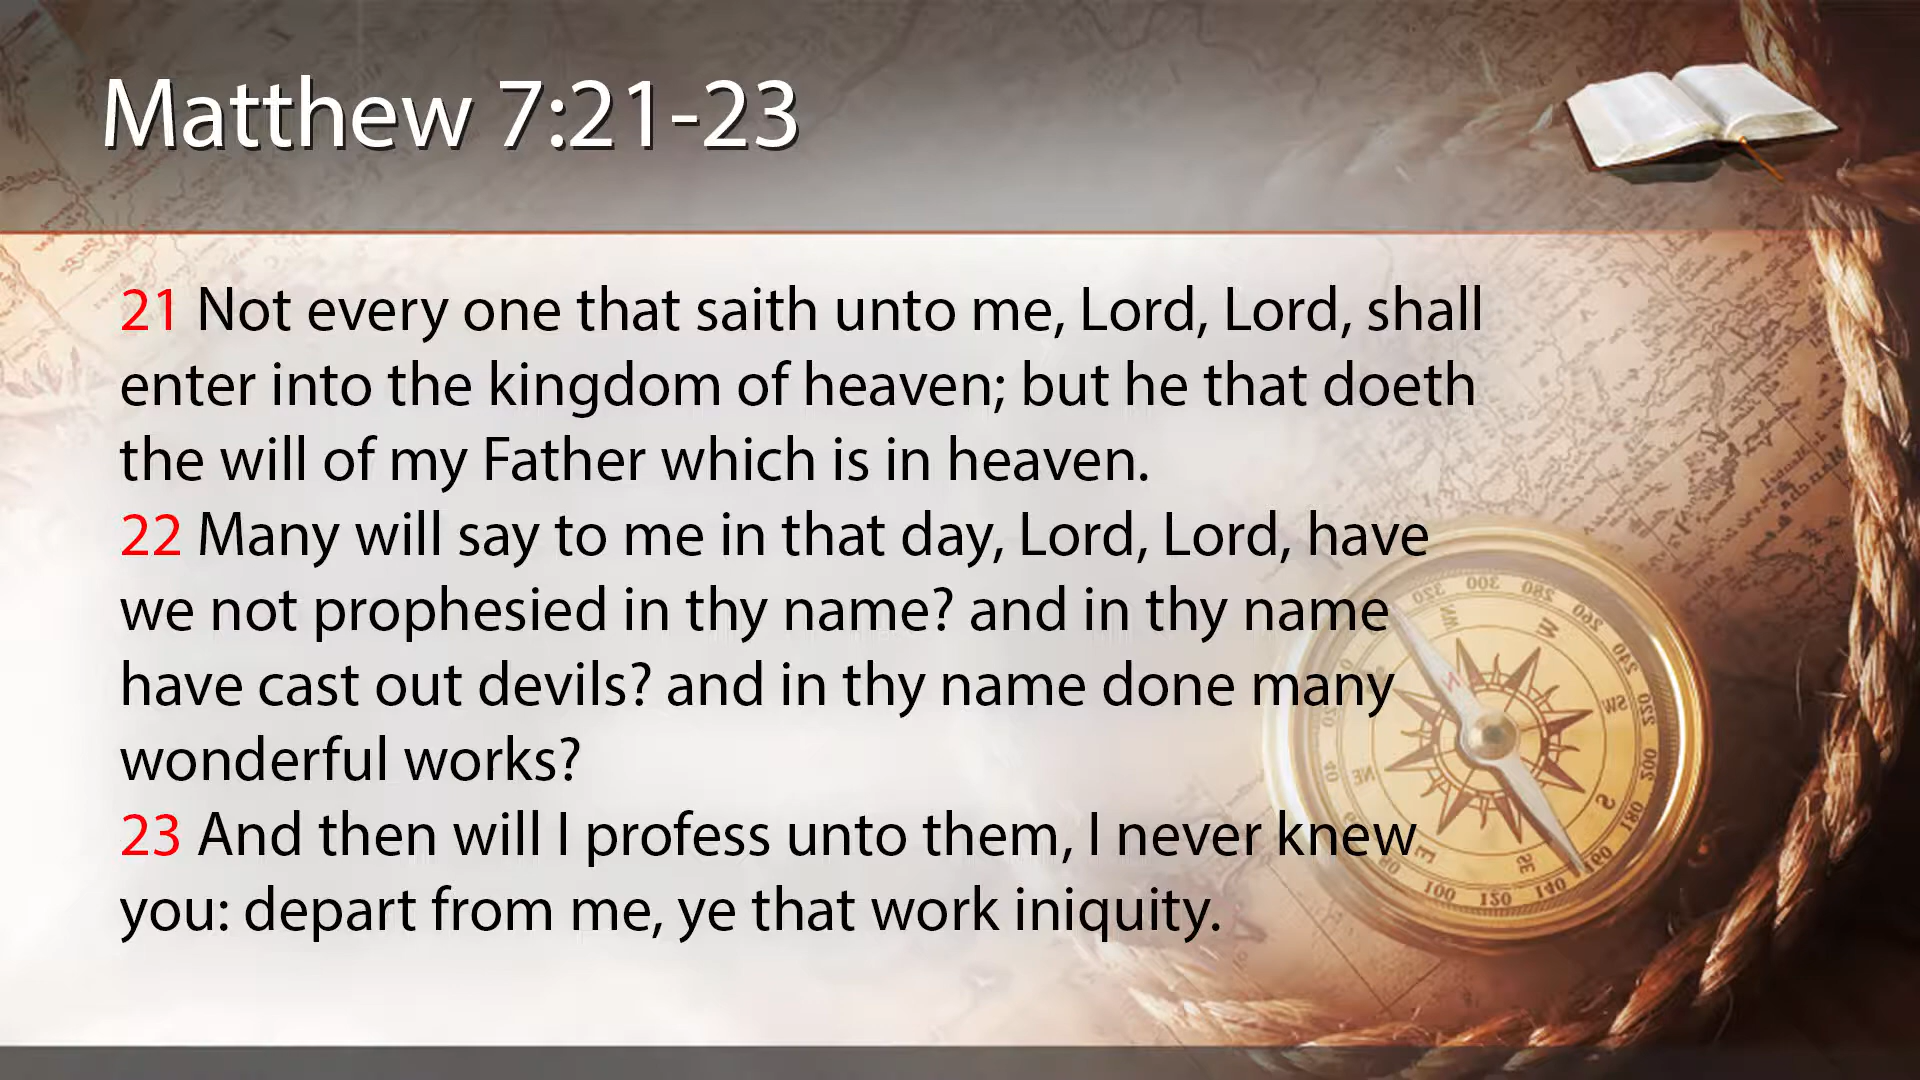 Matthew 7:21-23
21 Not every one that saith unto me, Lord, Lord, shall
enter into the kingdom of heaven; but he that doeth
the will of my Father which is in heaven.
22 Many will say to me in that day, Lord, Lord, have
we not prophesied in thy name? and in thy name
have cast out devils? and in thy name done many
wonderful works?
23 And then will I profess unto them, I never knew
you: depart from me, ye that work iniquity.